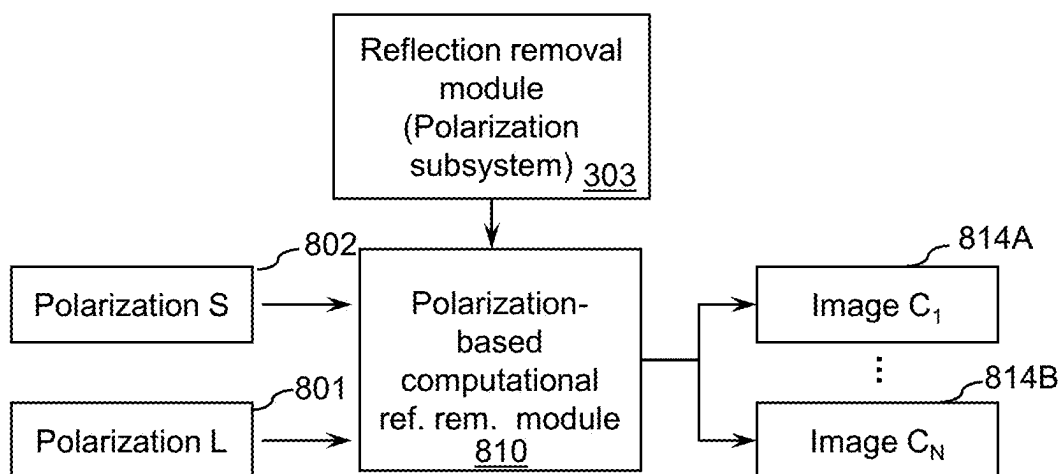 Reflection removal
module
(Polarization
subsystem) 303
802
Polarization S
801
Polarization L
Polarization-
based
computational
ref. rem. module
810
814A
Image C₁
⋮
814B
Image Cₙ